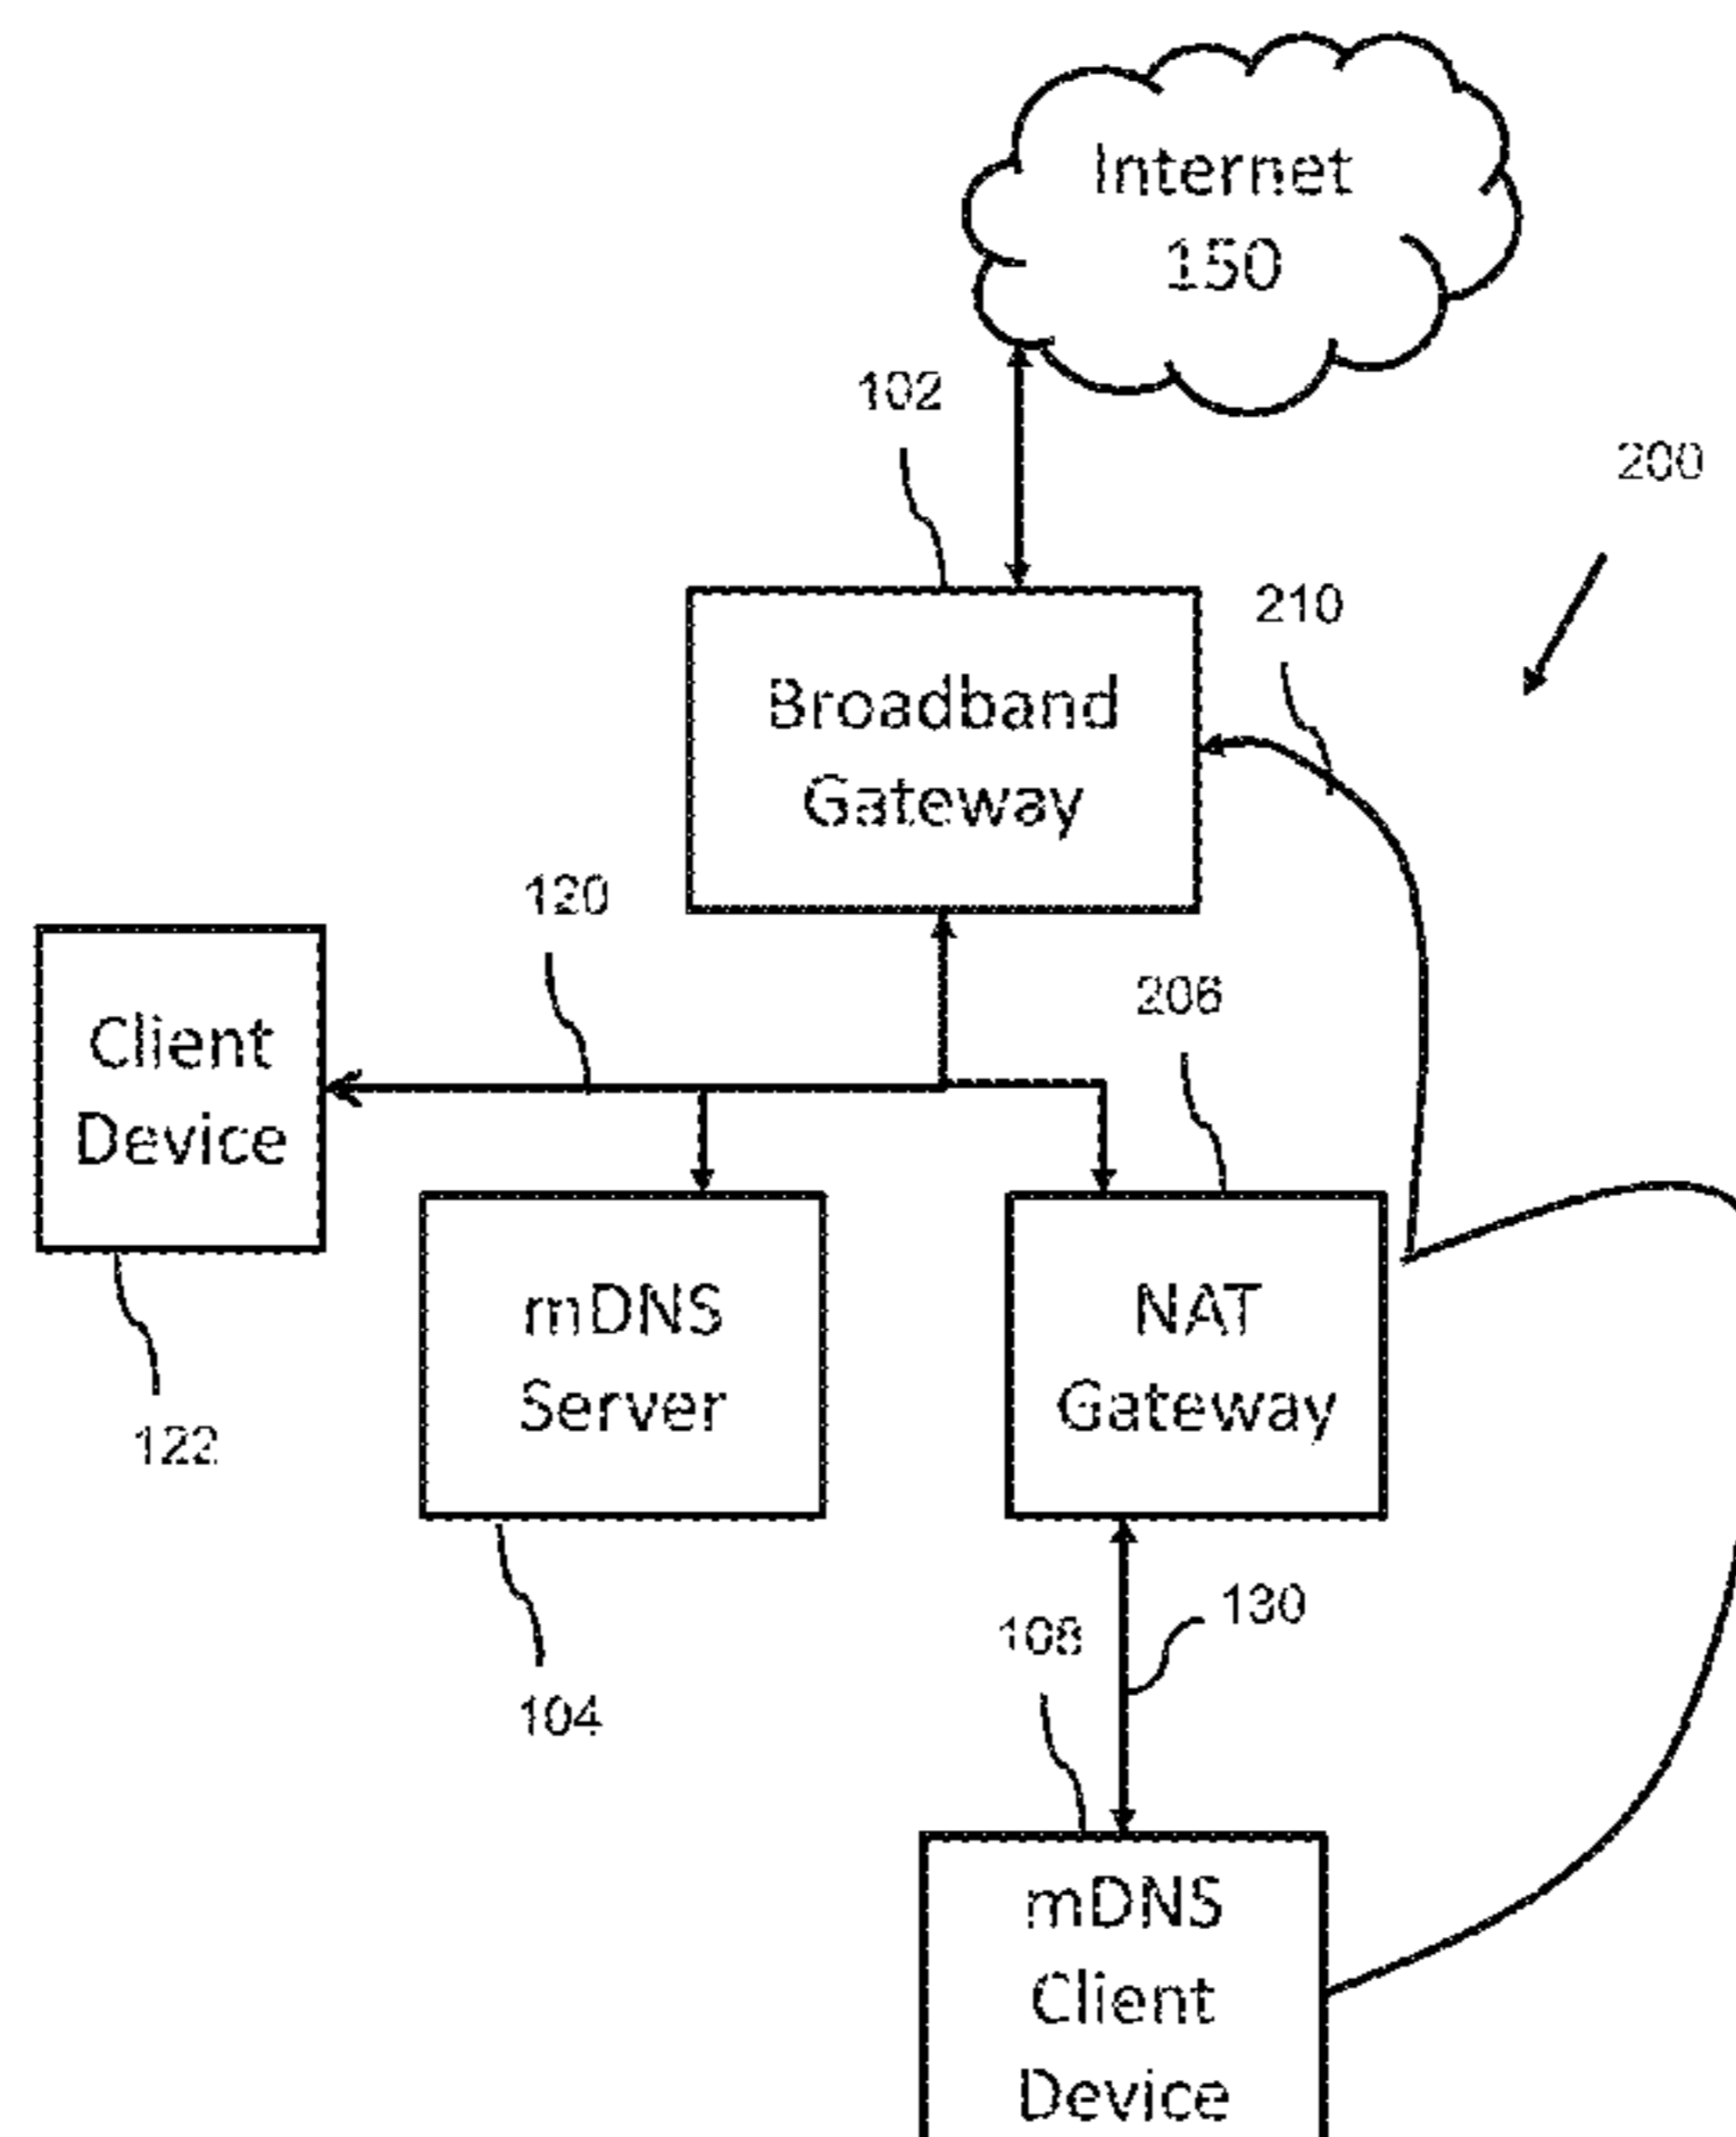 Internet
150
102
200
210
Broadband
Gateway
120
206
Client
Device
mDNS
Server
NAT
Gateway
122
130
108
104
mDNS
Client
Device